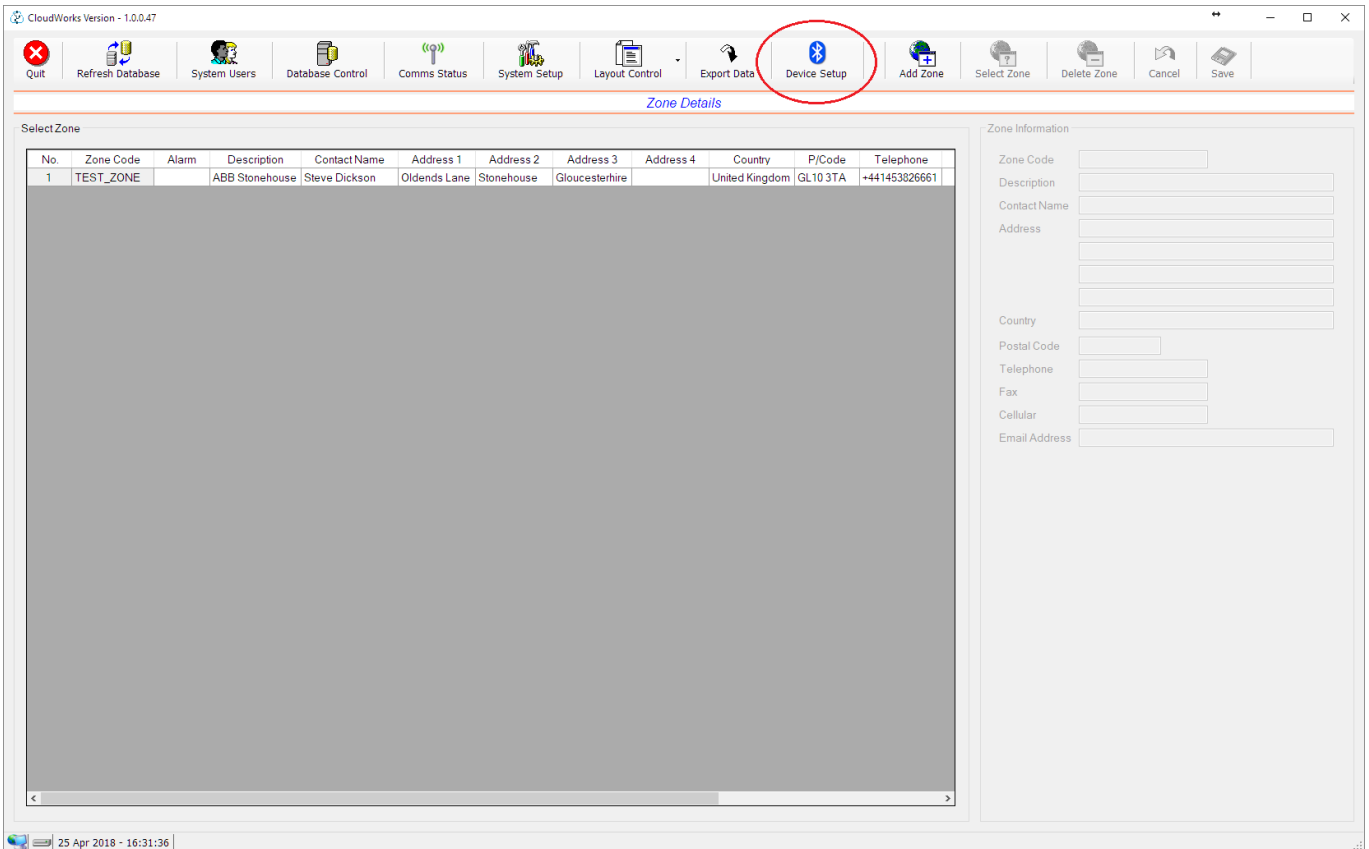 CloudWorks Version - 1.0.0.47
Quit Refresh Database System Users Database Control Comms Status System Setup Layout Control Export Data Device Setup Add Zone Select Zone Delete Zone Cancel Save
Zone Details
Select Zone
No. Zone Code Alarm Description Contact Name Address 1 Address 2 Address 3 Address 4 Country P/Code Telephone
1 TEST_ZONE ABB Stonehouse Steve Dickson Oldends Lane Stonehouse Gloucesterhire United Kingdom GL10 3TA +441453826661
Zone Information
Zone Code
Description
Contact Name
Address
Country
Postal Code
Telephone
Fax
Cellular
Email Address
25 Apr 2018 - 16:31:36